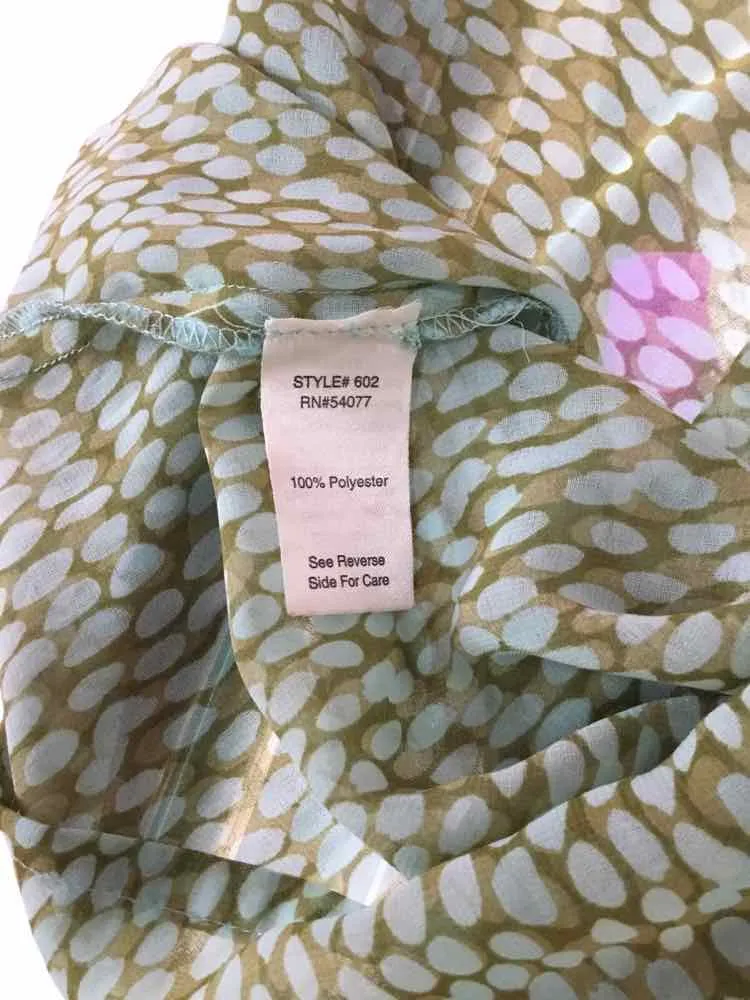 STYLE# 602
RN#54077
100% Polyester
See Reverse
Side For Care